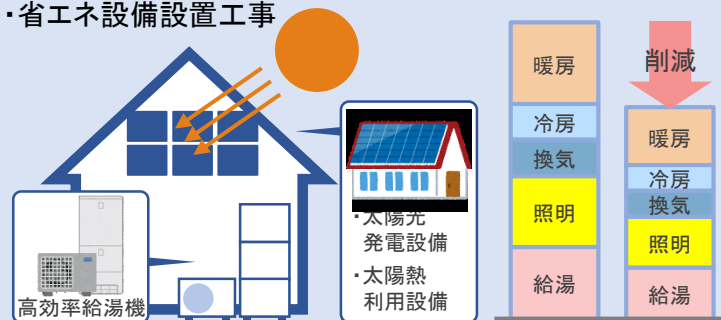 ・省エネ設備設置工事
高効率給湯機
・太陽光
発電設備
・太陽熱
利用設備
暖房
冷房
換気
照明
給湯
削減
暖房
冷房
換気
照明
給湯